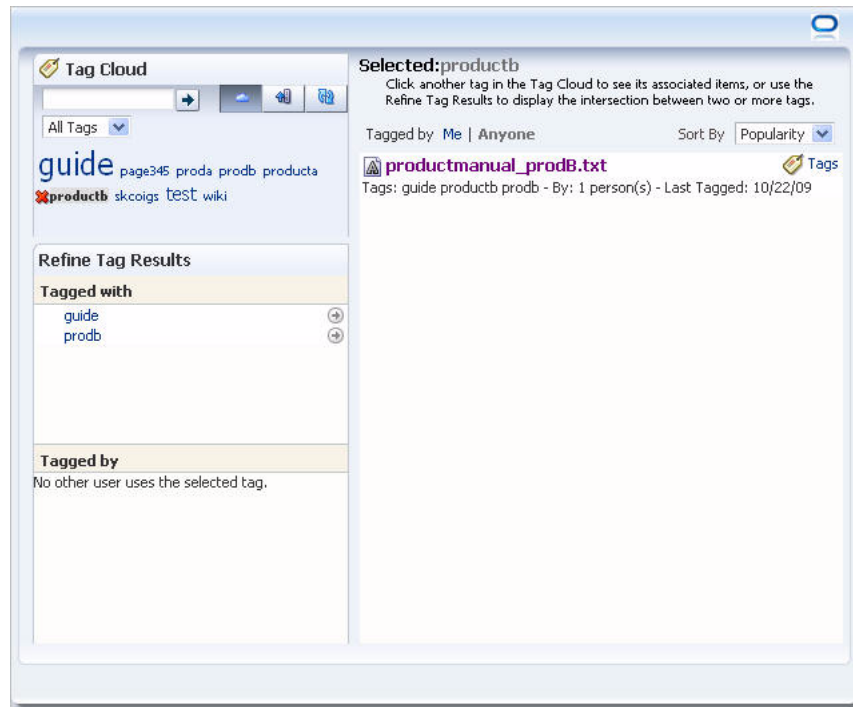 Tag Cloud
All Tags
guide page345 proda prodb producta
productb skcoigs test wiki
Refine Tag Results
Tagged with
guide
prodb
Tagged by
No other user uses the selected tag.
Selected:productb
Click another tag in the Tag Cloud to see its associated items, or use the
Refine Tag Results to display the intersection between two or more tags.
Tagged by Me | Anyone Sort By Popularity
productmanual_prodB.txt Tags
Tags: guide productb prodb - By: 1 person(s) - Last Tagged: 10/22/09